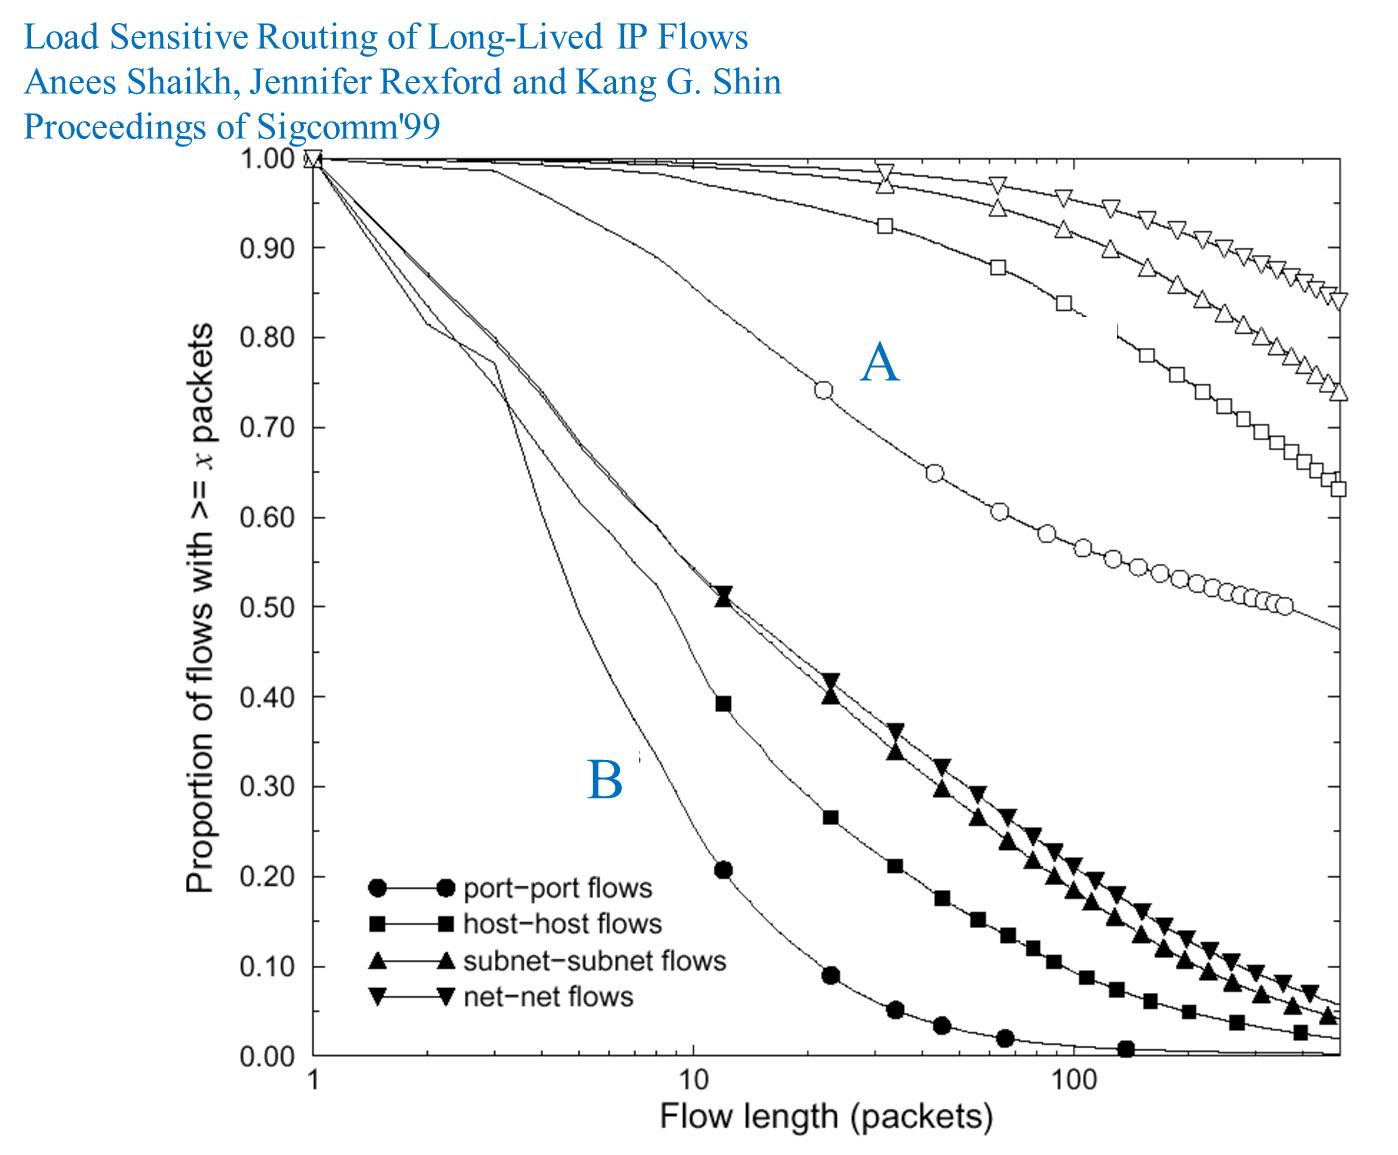 Load Sensitive Routing of Long-Lived IP Flows
Anees Shaikh, Jennifer Rexford and Kang G. Shin
Proceedings of Sigcomm'99
1.00
0.90
0.80
0.70
0.60
0.50
0.40
0.30
0.20
0.10
0.00
Proportion of flows with >= x packets
A
B
port−port flows
host−host flows
subnet−subnet flows
net−net flows
1 10 100
Flow length (packets)